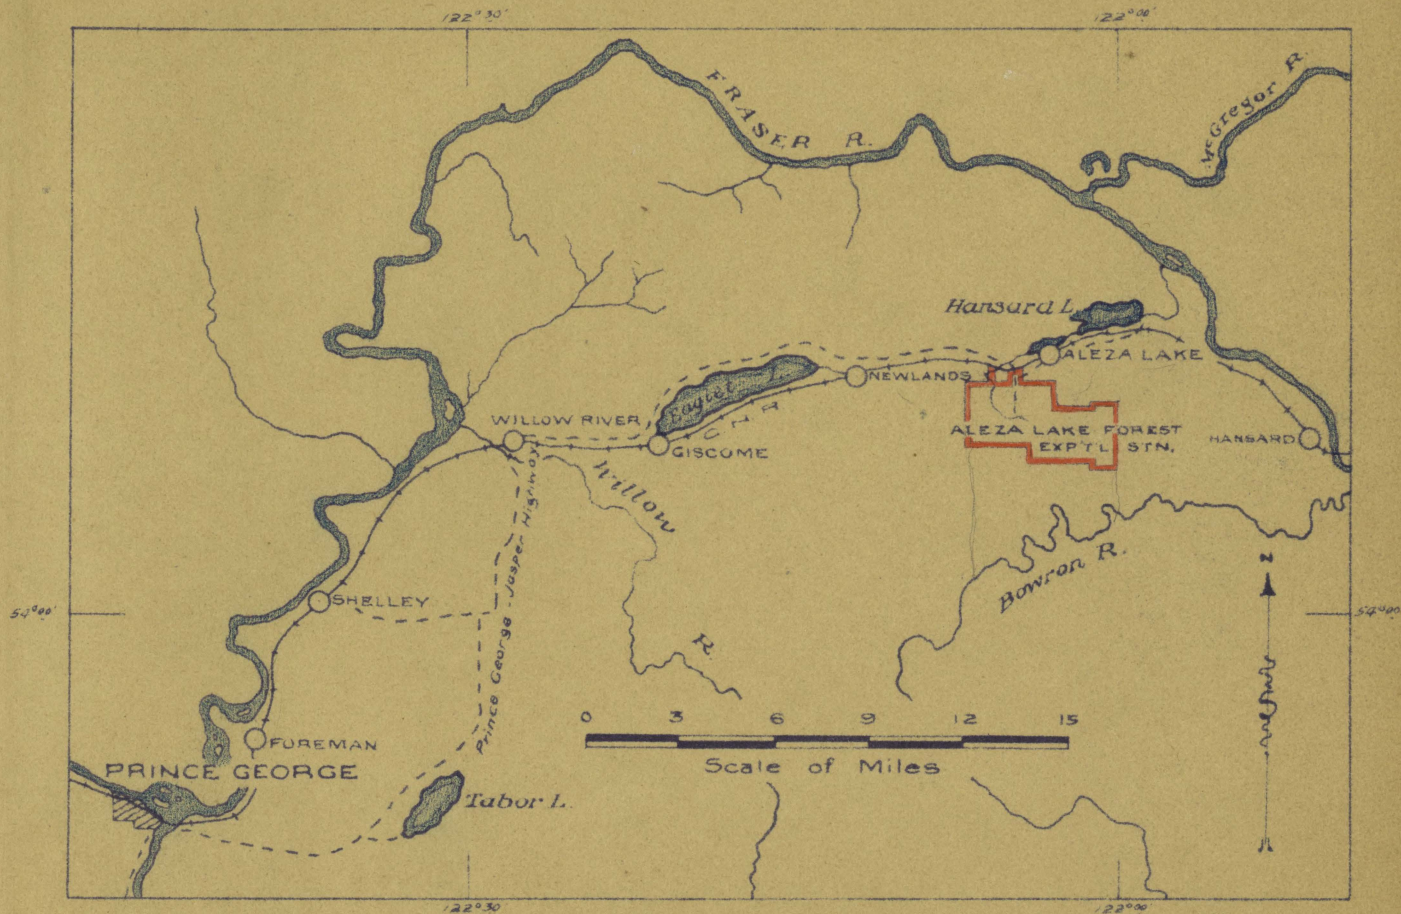 122°30'
122°00'
FRASER R.
McGregor R.
Hansard L.
ALEZA LAKE
NEWLANDS
Eaglet L.
C N R
WILLOW RIVER
GISCOME
ALEZA LAKE FOREST
EXP'T'L STN.
HANSARD
Willow
R.
Bowron R.
N
Prince George - Jasper Highway
SHELLEY
54°00'
54°00'
0 3 6 9 12 15
Scale of Miles
FOREMAN
PRINCE GEORGE
Tabor L.
122°30
122°00